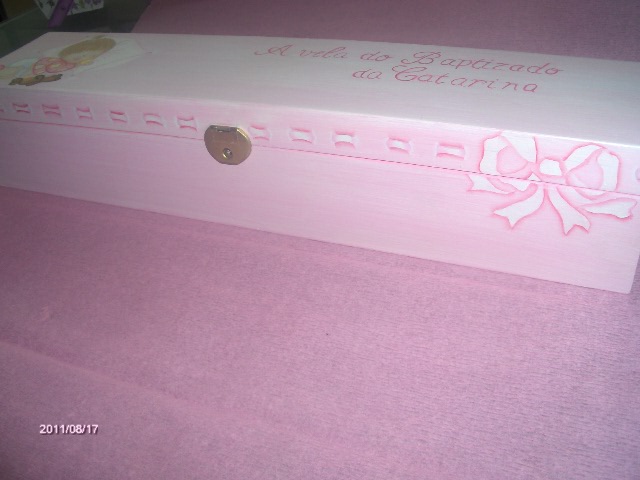 A vela do Baptizado
da Catarina
2011/08/17